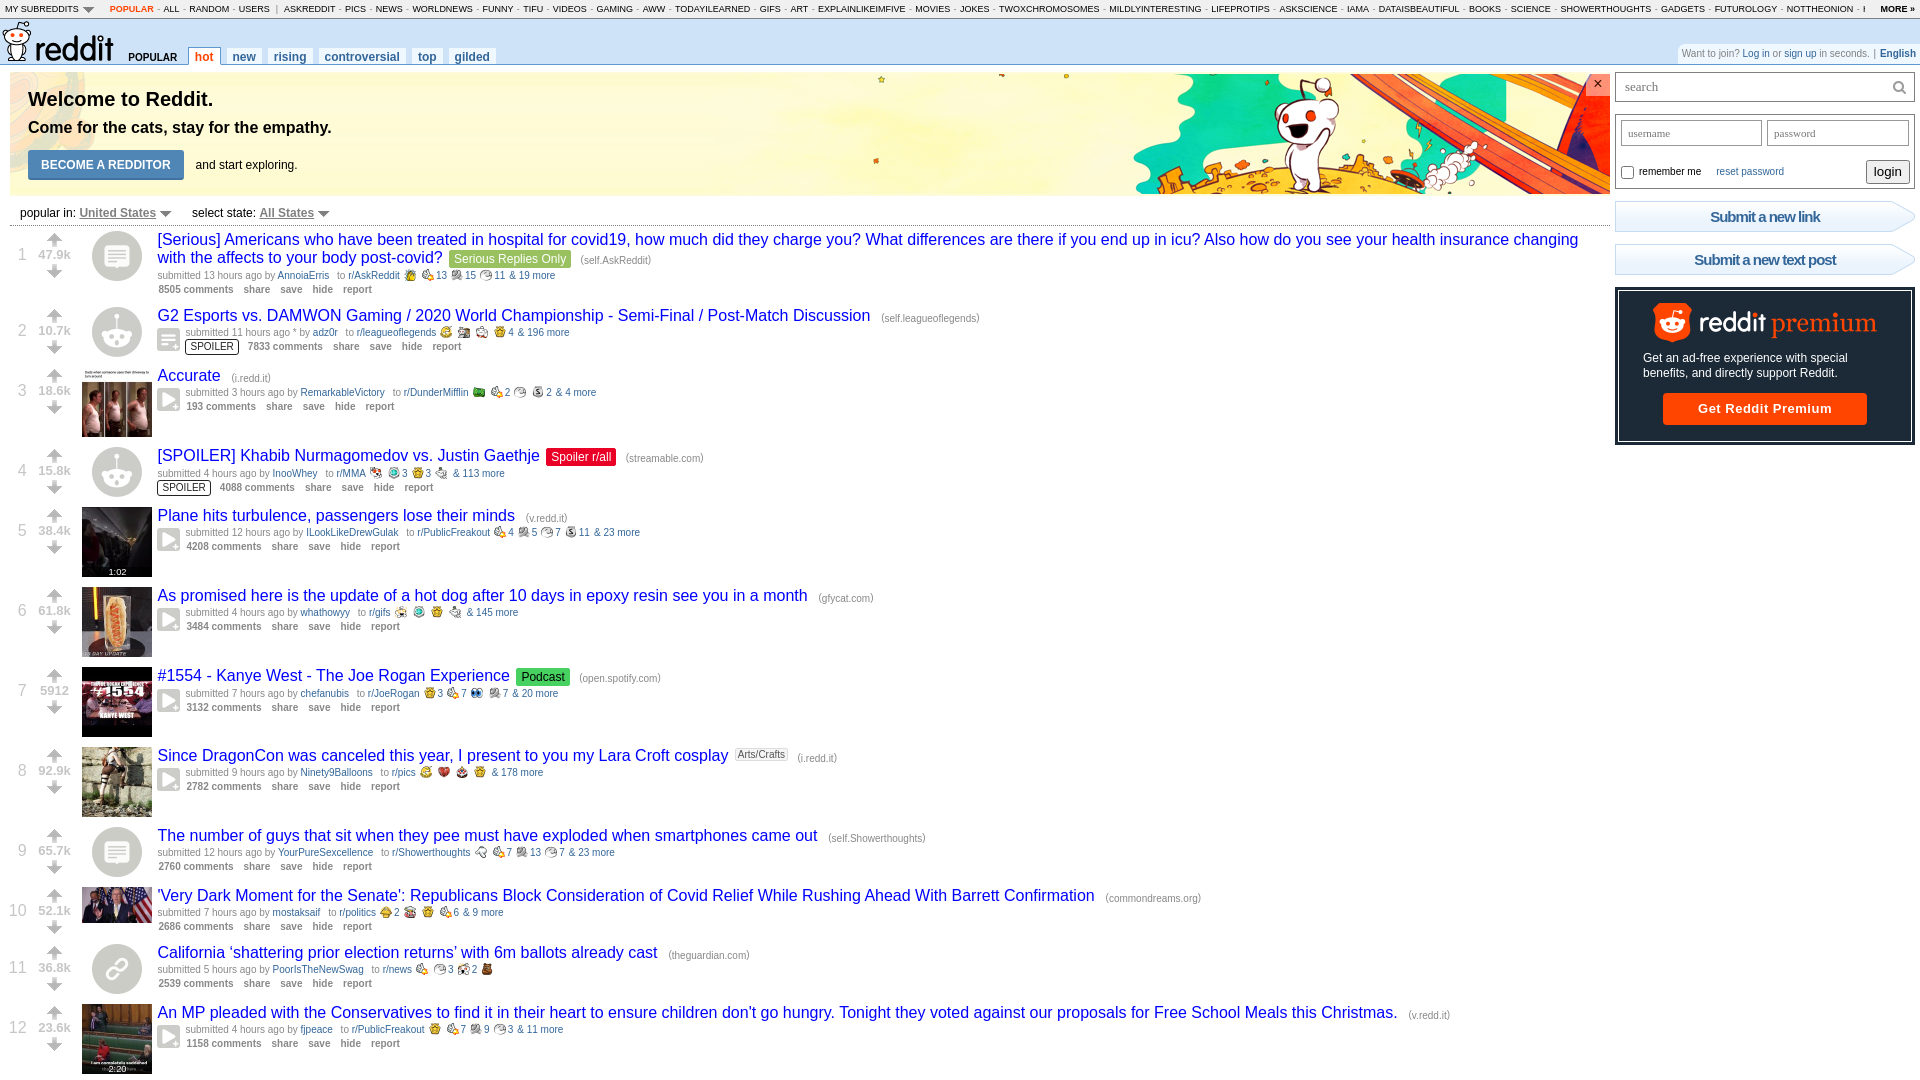 MY SUBREDDITS POPULAR - ALL - RANDOM - USERS | ASKREDDIT - PICS - NEWS - WORLDNEWS - FUNNY - TIFU - VIDEOS - GAMING - AWW - TODAYILEARNED - GIFS - ART - EXPLAINLIKEIMFIVE - MOVIES - JOKES - TWOXCHROMOSOMES - MILDLYINTERESTING - LIFEPROTIPS - ASKSCIENCE - IAMA - DATAISBEAUTIFUL - BOOKS - SCIENCE - SHOWERTHOUGHTS - GADGETS - FUTUROLOGY - NOTTHEONION - MORE »
reddit POPULAR hot new rising controversial top gilded
Want to join? Log in or sign up in seconds. | English
Welcome to Reddit.
Come for the cats, stay for the empathy.
BECOME A REDDITOR and start exploring.
×
search
username password
remember me reset password login
Submit a new link
Submit a new text post
reddit premium
Get an ad-free experience with special
benefits, and directly support Reddit.
Get Reddit Premium
popular in: United States select state: All States
1 47.9k
[Serious] Americans who have been treated in hospital for covid19, how much did they charge you? What differences are there if you end up in icu? Also how do you see your health insurance changing
with the affects to your body post-covid? Serious Replies Only (self.AskReddit)
submitted 13 hours ago by AnnoiaErris to r/AskReddit 13 15 11 & 19 more
8505 comments share save hide report
2 10.7k
G2 Esports vs. DAMWON Gaming / 2020 World Championship - Semi-Final / Post-Match Discussion (self.leagueoflegends)
submitted 11 hours ago * by adz0r to r/leagueoflegends 4 & 196 more
SPOILER 7833 comments share save hide report
3 18.6k
Accurate (i.redd.it)
submitted 3 hours ago by RemarkableVictory to r/DunderMifflin 2 2 & 4 more
193 comments share save hide report
4 15.8k
[SPOILER] Khabib Nurmagomedov vs. Justin Gaethje Spoiler r/all (streamable.com)
submitted 4 hours ago by InooWhey to r/MMA 3 3 & 113 more
SPOILER 4088 comments share save hide report
5 38.4k
Plane hits turbulence, passengers lose their minds (v.redd.it)
submitted 12 hours ago by ILookLikeDrewGulak to r/PublicFreakout 4 5 7 11 & 23 more
4208 comments share save hide report
1:02
6 61.8k
As promised here is the update of a hot dog after 10 days in epoxy resin see you in a month (gfycat.com)
submitted 4 hours ago by whathowyy to r/gifs & 145 more
3484 comments share save hide report
7 5912
#1554 - Kanye West - The Joe Rogan Experience Podcast (open.spotify.com)
submitted 7 hours ago by chefanubis to r/JoeRogan 3 7 7 & 20 more
3132 comments share save hide report
#1554
KANYE WEST
8 92.9k
Since DragonCon was canceled this year, I present to you my Lara Croft cosplay Arts/Crafts (i.redd.it)
submitted 9 hours ago by Ninety9Balloons to r/pics & 178 more
2782 comments share save hide report
9 65.7k
The number of guys that sit when they pee must have exploded when smartphones came out (self.Showerthoughts)
submitted 12 hours ago by YourPureSexcellence to r/Showerthoughts 7 13 7 & 23 more
2760 comments share save hide report
10 52.1k
'Very Dark Moment for the Senate': Republicans Block Consideration of Covid Relief While Rushing Ahead With Barrett Confirmation (commondreams.org)
submitted 7 hours ago by mostaksaif to r/politics 2 6 & 9 more
2686 comments share save hide report
11 36.8k
California ‘shattering prior election returns’ with 6m ballots already cast (theguardian.com)
submitted 5 hours ago by PoorIsTheNewSwag to r/news 3 2
2539 comments share save hide report
12 23.6k
An MP pleaded with the Conservatives to find it in their heart to ensure children don't go hungry. Tonight they voted against our proposals for Free School Meals this Christmas. (v.redd.it)
submitted 4 hours ago by fjpeace to r/PublicFreakout 7 9 3 & 11 more
1158 comments share save hide report
2:20